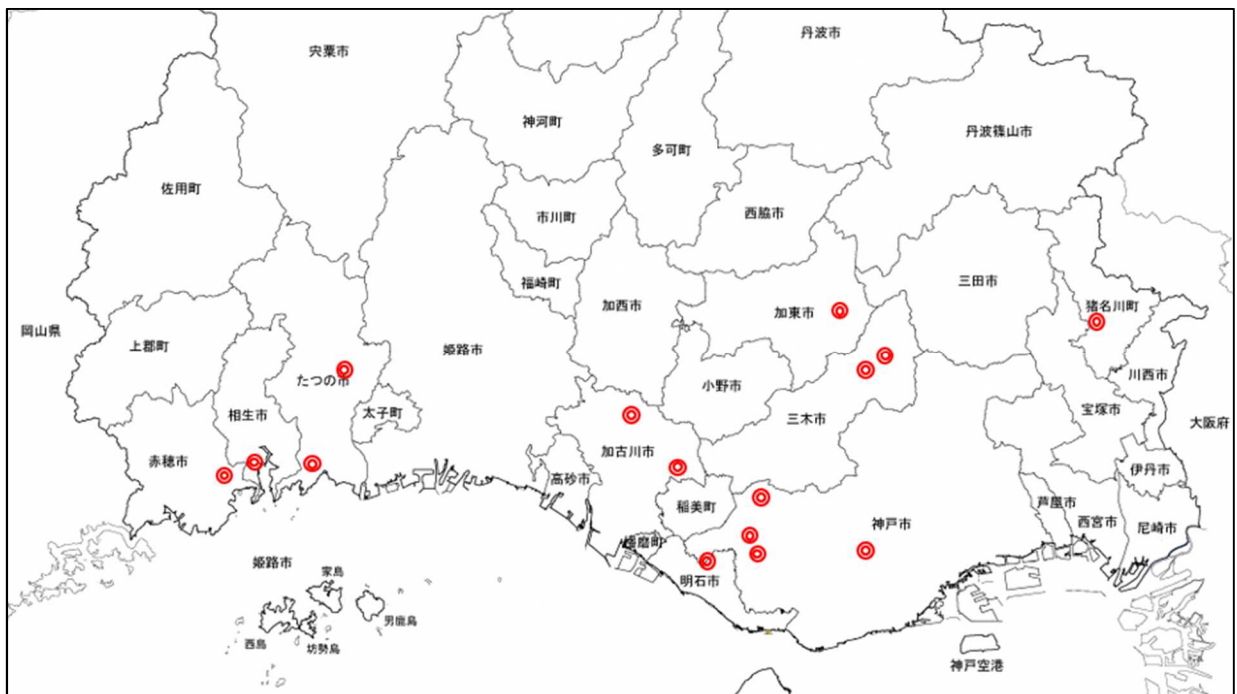 宍粟市
丹波市
神河町
丹波篠山市
多可町
佐用町
市川町
西脇市
福崎町
加西市
三田市
猪名川町
加東市
岡山県
上郡町
姫路市
川西市
たつの市
小野市
太子町
宝塚市
相生市
三木市
大阪府
加古川市
赤穂市
伊丹市
高砂市
稲美町
芦屋市
西宮市
神戸市
尼崎市
播磨町
姫路市
家島
明石市
男鹿島
西島
坊勢島
神戸空港